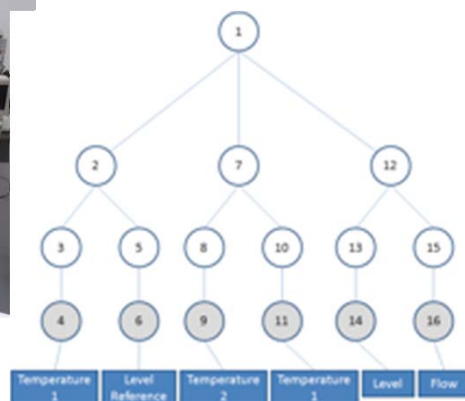 1
2 7 12
3 5 8 10 13 15
4 6 9 11 14 16
Temperature 1 Level Reference Temperature 2 Temperature 1 Level Flow